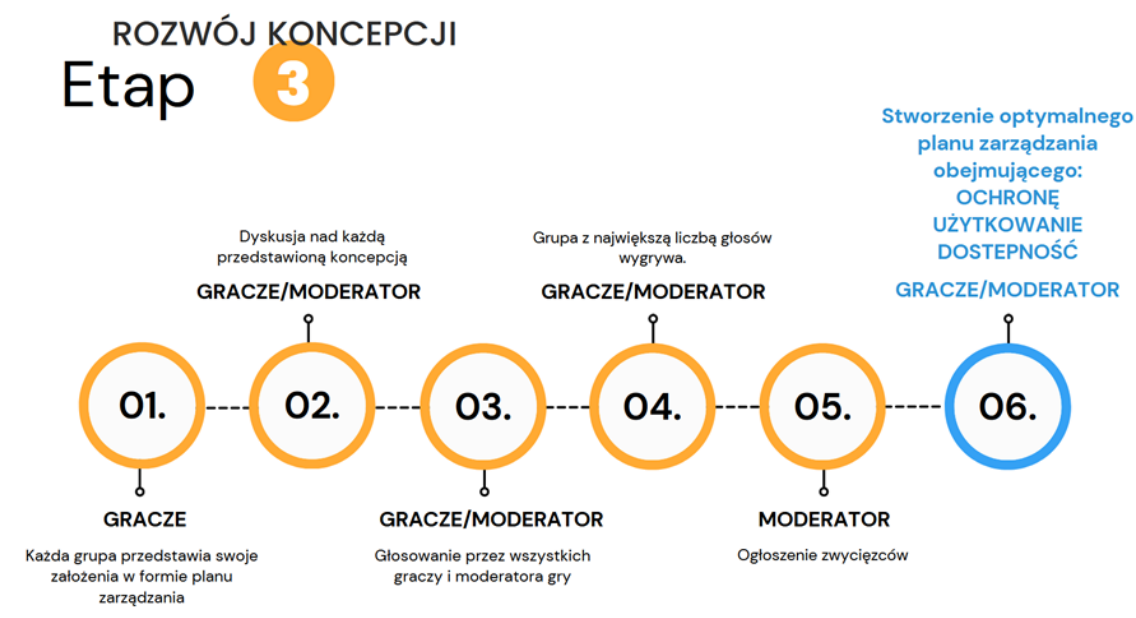 ROZWÓJ KONCEPCJI
Etap 3
Stworzenie optymalnego
planu zarządzania
obejmującego:
OCHRONĘ
UŻYTKOWANIE
DOSTEPNOŚĆ
GRACZE/MODERATOR
Dyskusja nad każdą
przedstawioną koncepcją
GRACZE/MODERATOR
Grupa z największą liczbą głosów
wygrywa.
GRACZE/MODERATOR
01.
02.
03.
04.
05.
06.
GRACZE
Każda grupa przedstawia swoje
założenia w formie planu
zarządzania
GRACZE/MODERATOR
Głosowanie przez wszystkich
graczy i moderatora gry
MODERATOR
Ogłoszenie zwycięzców